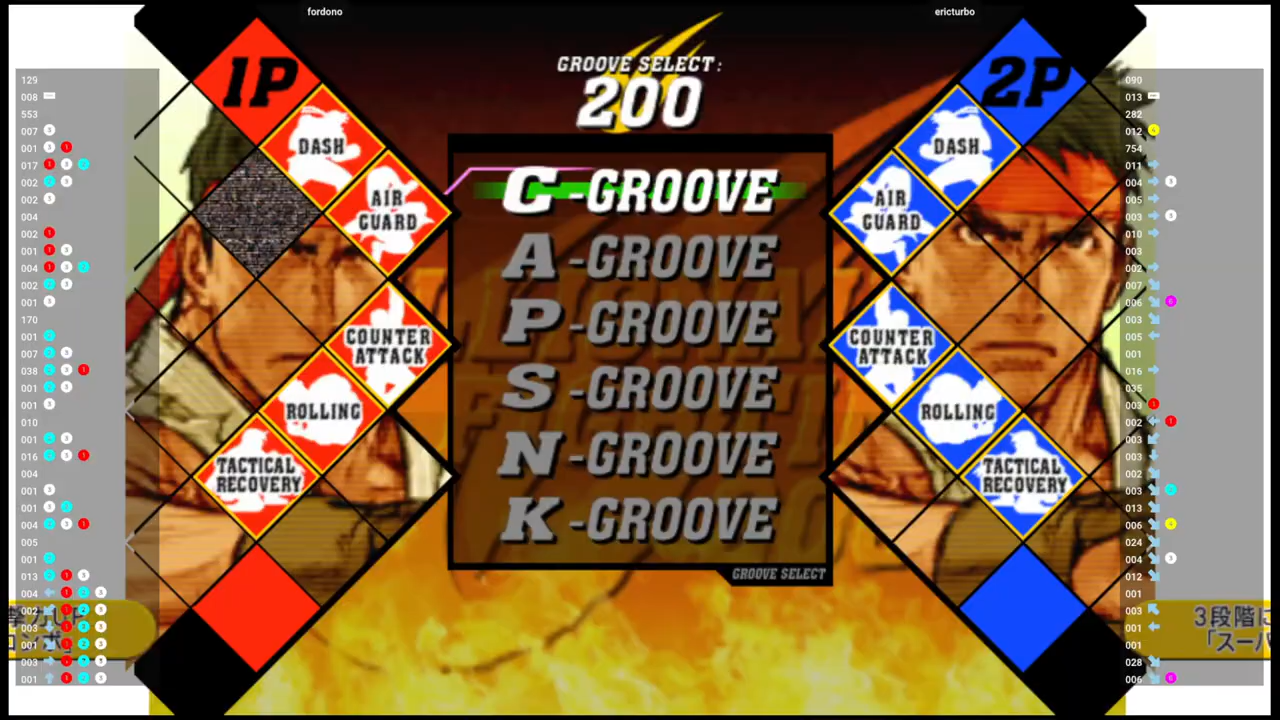 fordono
ericturbo
1P
2P
GROOVE SELECT:
200
DASH
AIR
GUARD
COUNTER
ATTACK
ROLLING
TACTICAL
RECOVERY
C-GROOVE
A-GROOVE
P-GROOVE
S-GROOVE
N-GROOVE
K-GROOVE
GROOVE SELECT
DASH
AIR
GUARD
COUNTER
ATTACK
ROLLING
TACTICAL
RECOVERY
129
008
553
007
001
017
002
002
004
002
001
004
002
001
170
001
007
038
001
001
010
001
016
004
001
001
004
005
001
013
004
002
003
001
003
001
090
013
282
012
754
011
004
005
003
010
003
002
007
006
003
005
001
016
035
003
002
003
003
002
003
013
006
024
004
012
001
003
001
001
028
006
3段階に
「スーパ